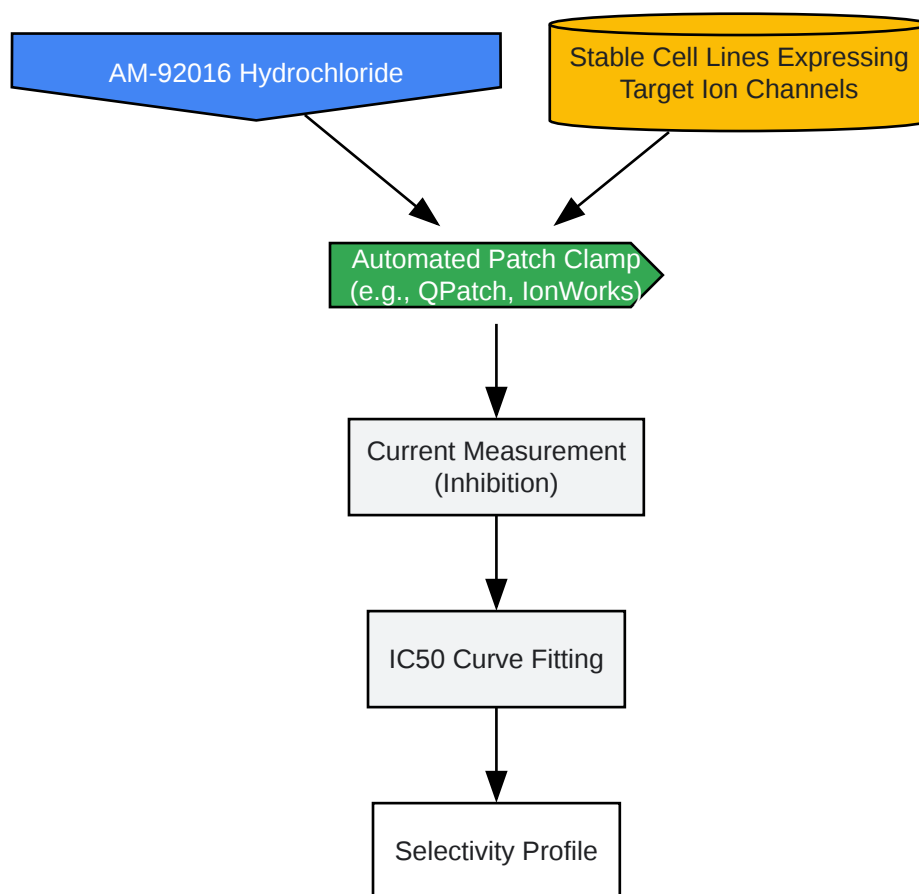 AM-92016 Hydrochloride
Stable Cell Lines Expressing
Target Ion Channels
Automated Patch Clamp
(e.g., QPatch, IonWorks)
Current Measurement
(Inhibition)
IC50 Curve Fitting
Selectivity Profile